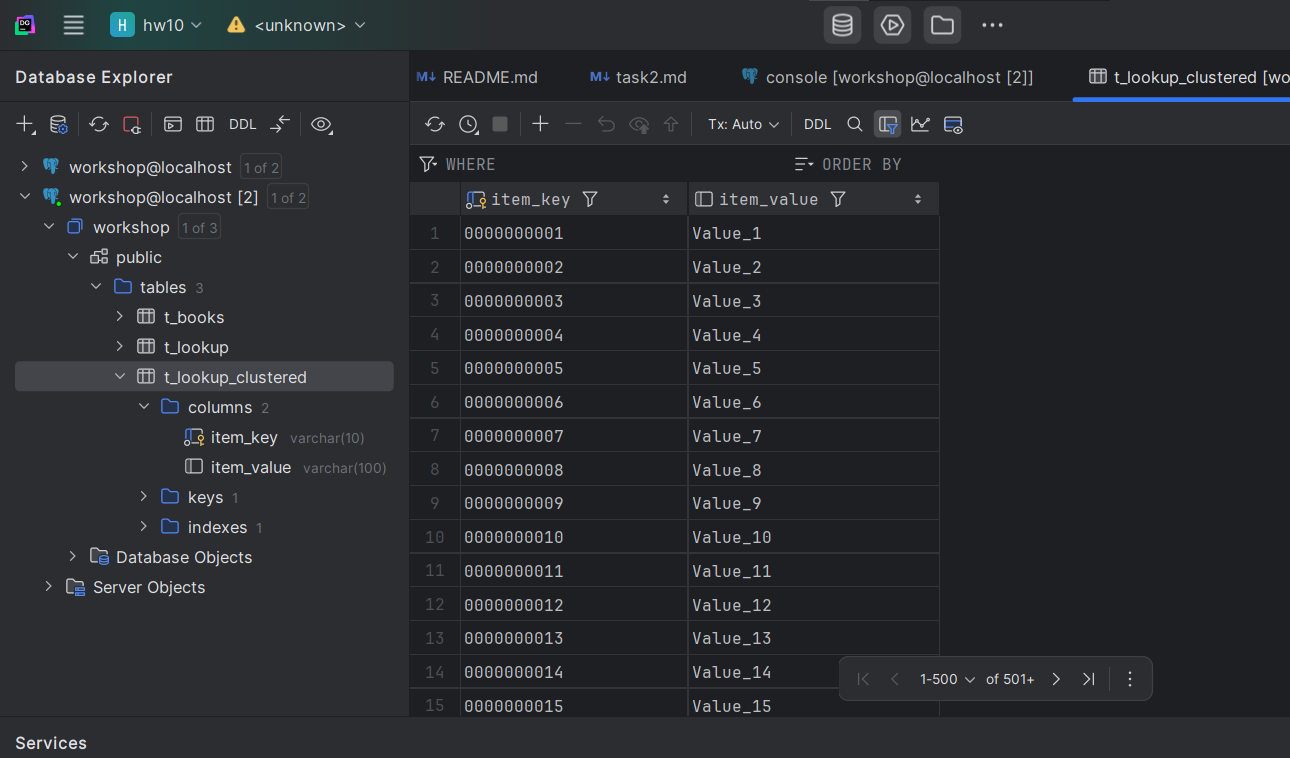 DG H hw10 <unknown>
Database Explorer
README.md task2.md console [workshop@localhost [2]] t_lookup_clustered [wo
DDL Tx: Auto DDL
WHERE ORDER BY
workshop@localhost 1 of 2
workshop@localhost [2] 1 of 2
workshop 1 of 3
public
tables 3
t_books
t_lookup
t_lookup_clustered
columns 2
item_key varchar(10)
item_value varchar(100)
keys 1
indexes 1
Database Objects
Server Objects
item_key item_value
1 0000000001 Value_1
2 0000000002 Value_2
3 0000000003 Value_3
4 0000000004 Value_4
5 0000000005 Value_5
6 0000000006 Value_6
7 0000000007 Value_7
8 0000000008 Value_8
9 0000000009 Value_9
10 0000000010 Value_10
11 0000000011 Value_11
12 0000000012 Value_12
13 0000000013 Value_13
14 0000000014 Value_14
15 0000000015 Value_15
1-500 of 501+
Services